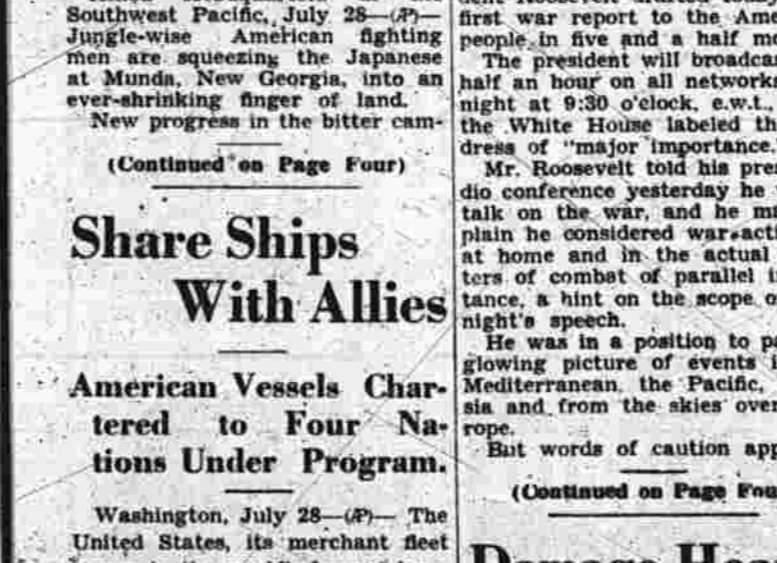 Southwest Pacific, July 28—(AP)—
Jungle-wise American fighting
men are squeezing the Japanese
at Munda, New Georgia, into an
ever-shrinking finger of land.
New progress in the bitter cam-
(Continued on Page Four)
Share Ships
With Allies
American Vessels Char-
tered to Four Na-
tions Under Program.
Washington, July 28—(AP)— The
United States, its merchant fleet
first war report to the Ame
people in five and a half mo
The president will broadcas
half an hour on all networks
night at 9:30 o'clock, e.w.t.,
the White House labeled th
dress of "major importance."
Mr. Roosevelt told his pres
dio conference yesterday he
talk on the war, and he m
plain he considered war acti
at home and in the actual
ters of combat of parallel i
tance, a hint on the scope o
night's speech.
He was in a position to pa
glowing picture of events i
Mediterranean, the Pacific,
sia and from the skies over
rope.
But words of caution app
(Continued on Page Fou